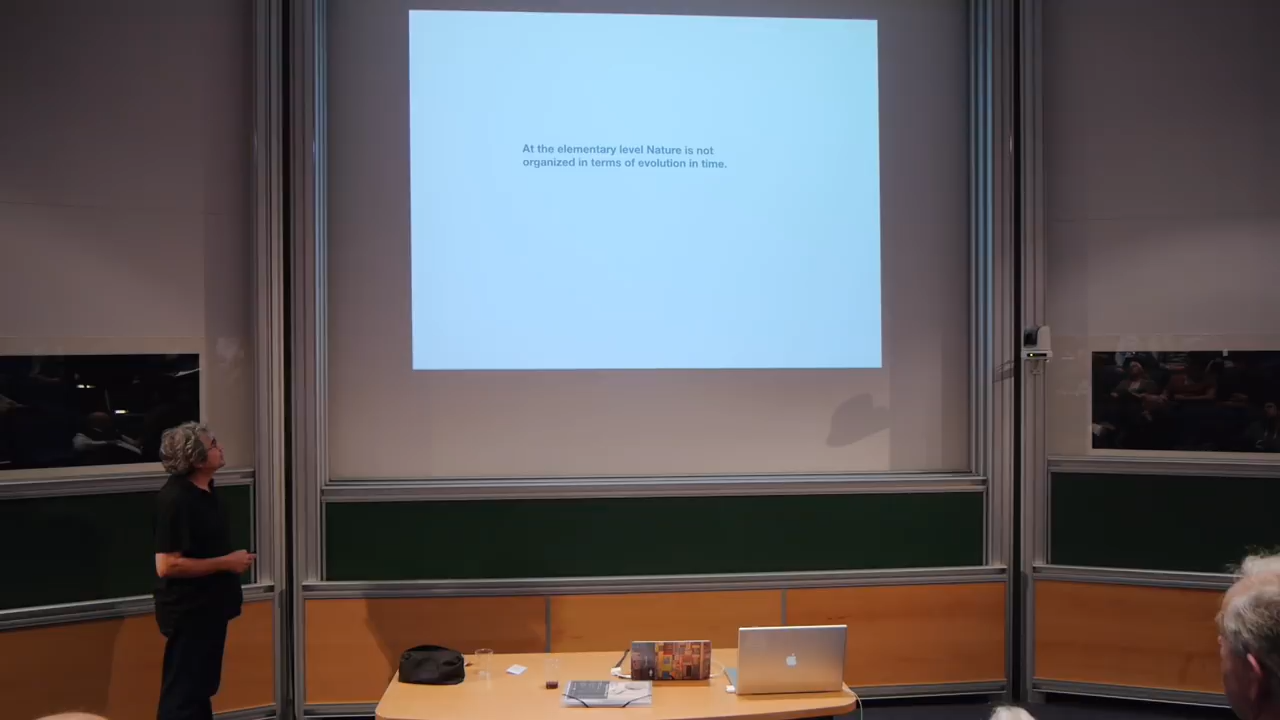 At the elementary level Nature is not
organized in terms of evolution in time.